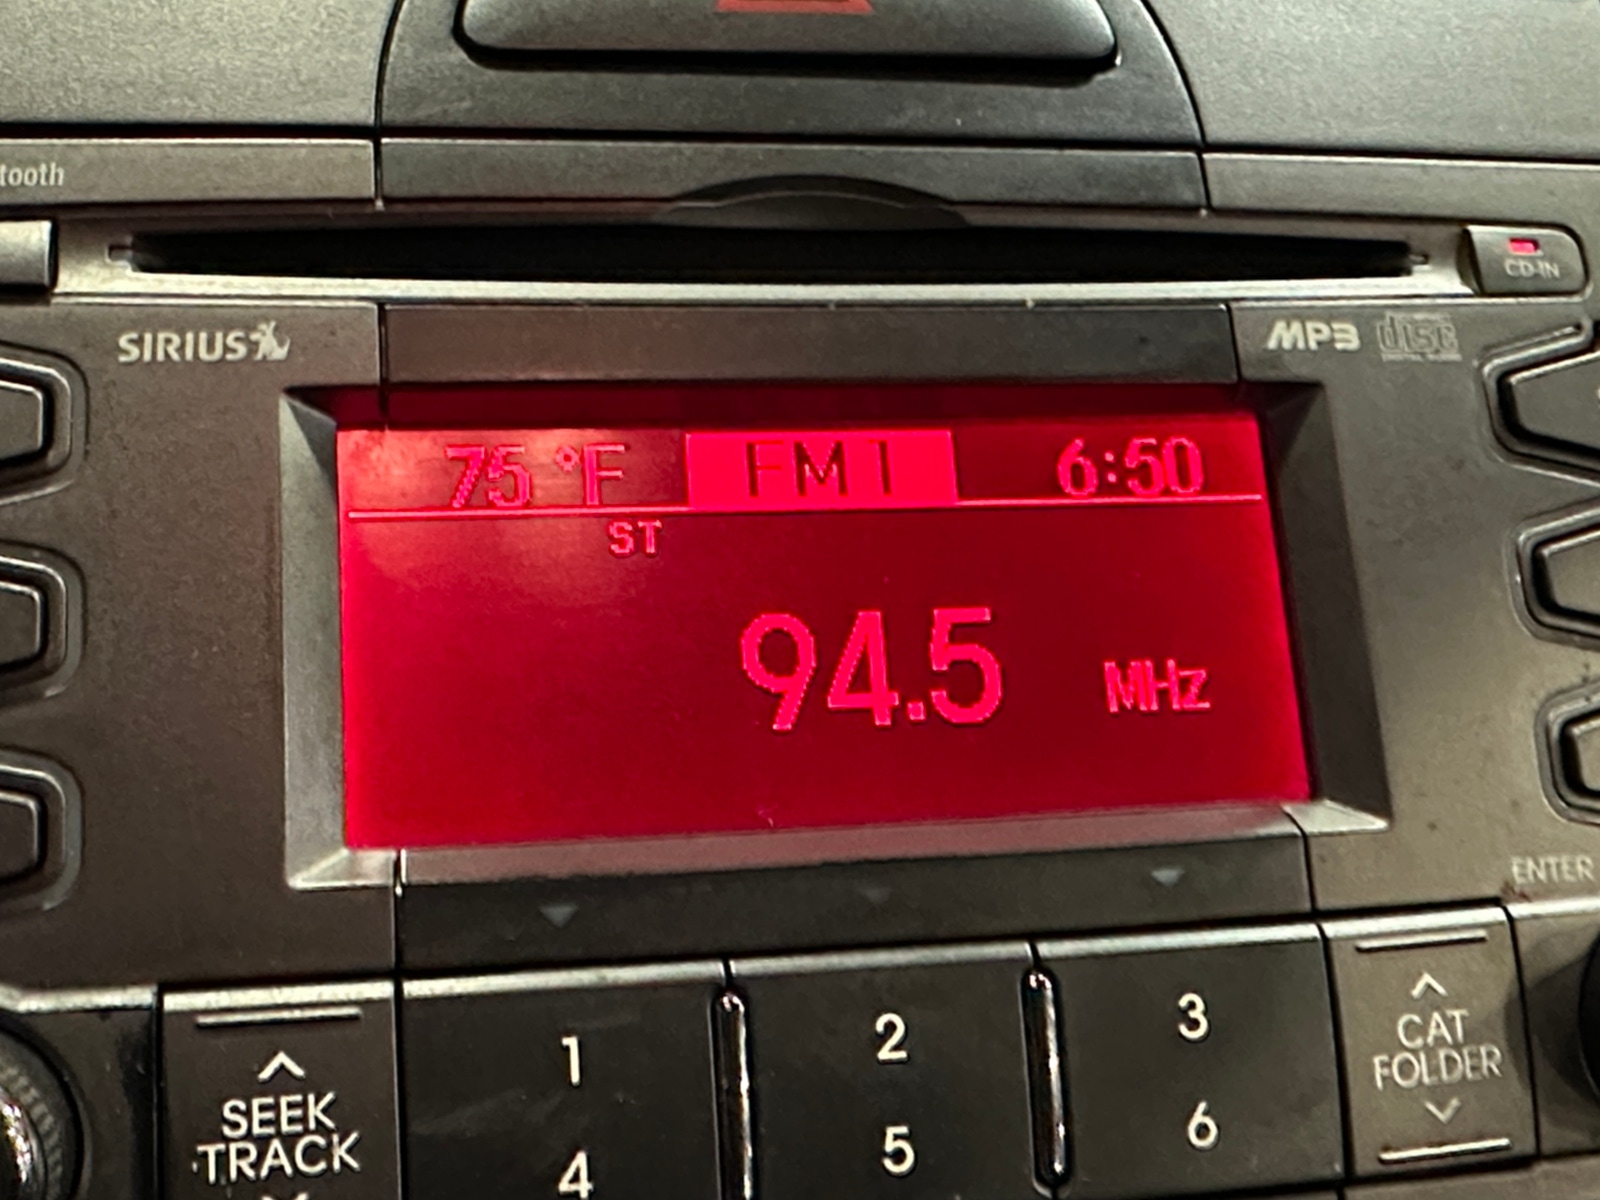 tooth
CD-IN
SIRIUS
MP3 disc
75 °F FM1 6:50
ST
94.5 MHz
ENTER
1 2 3
SEEK
TRACK
CAT
FOLDER
4 5 6